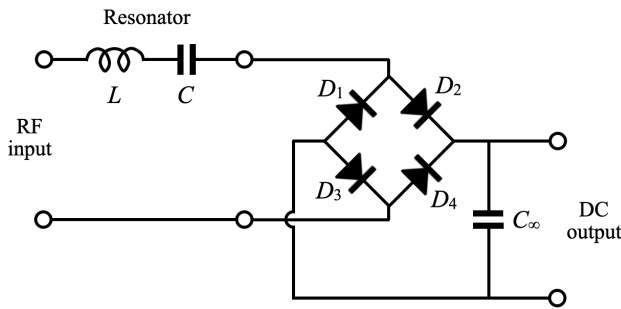 Resonator
L
C
RF
input
D₁
D₂
D₃
D₄
C∞
DC
output